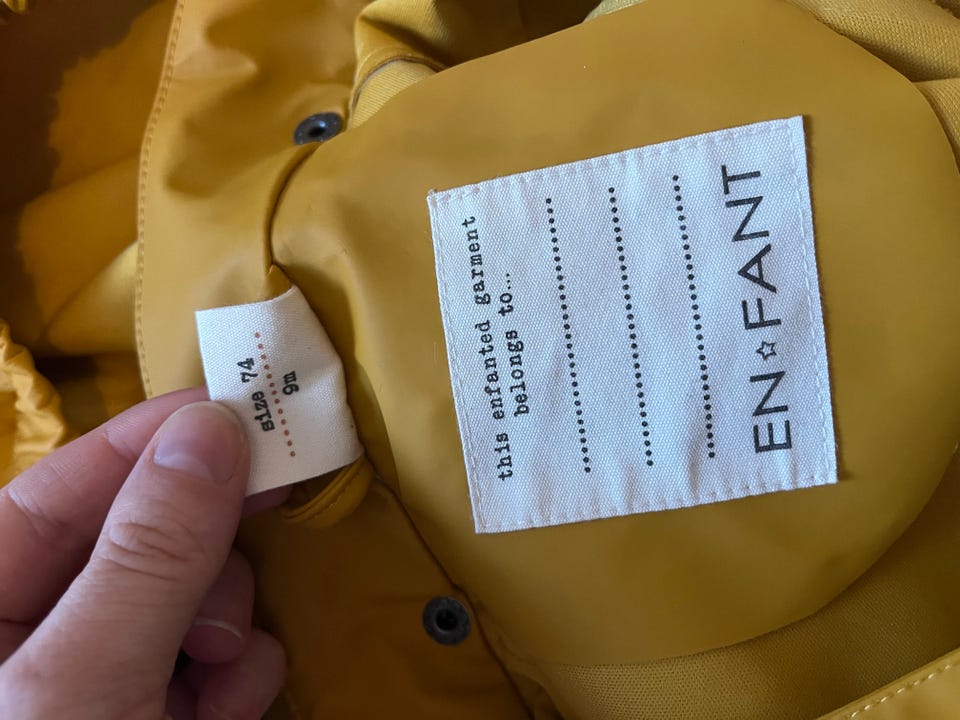 size 74
9m
this enfanted garment
belongs to...
EN☆FANT